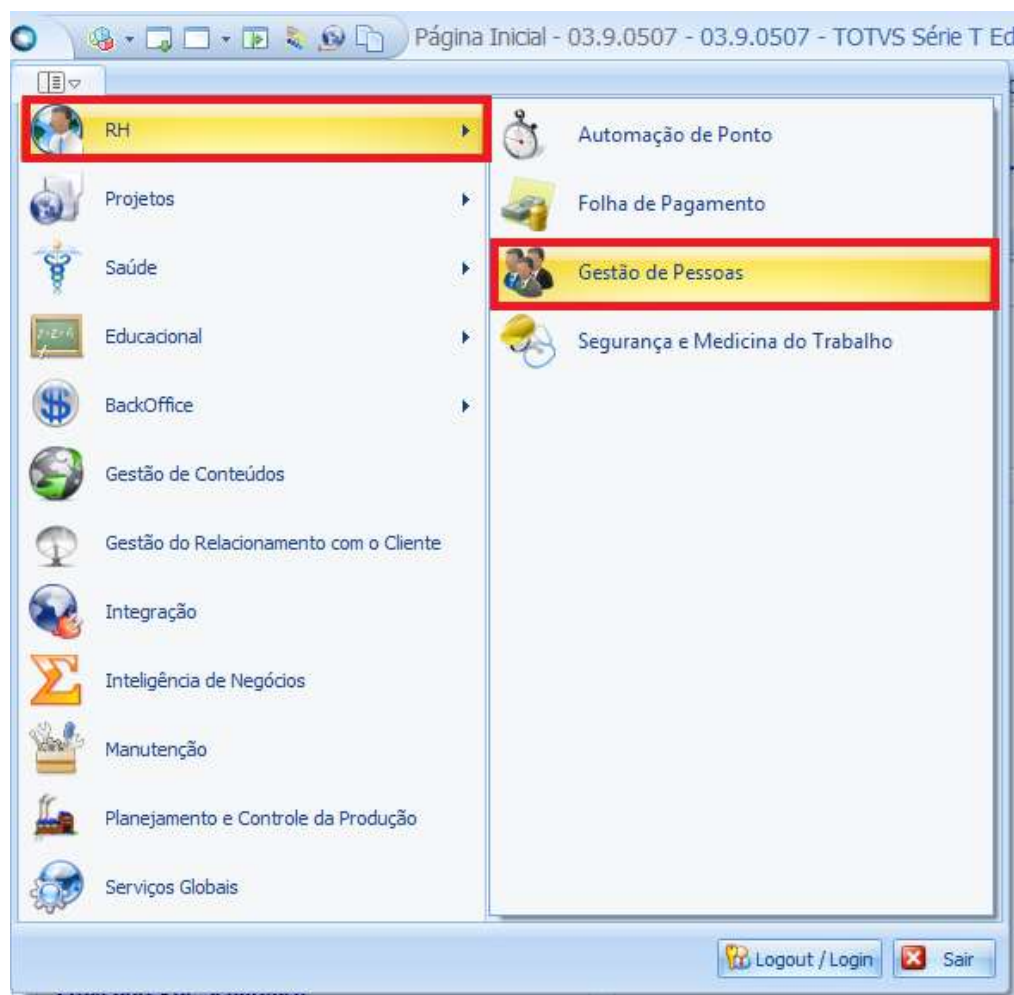 Página Inicial - 03.9.0507 - 03.9.0507 - TOTVS Série T Ed
RH
Projetos
Saúde
Educacional
BackOffice
Gestão de Conteúdos
Gestão do Relacionamento com o Cliente
Integração
Inteligência de Negócios
Manutenção
Planejamento e Controle da Produção
Serviços Globais
Automação de Ponto
Folha de Pagamento
Gestão de Pessoas
Segurança e Medicina do Trabalho
Logout / Login
Sair